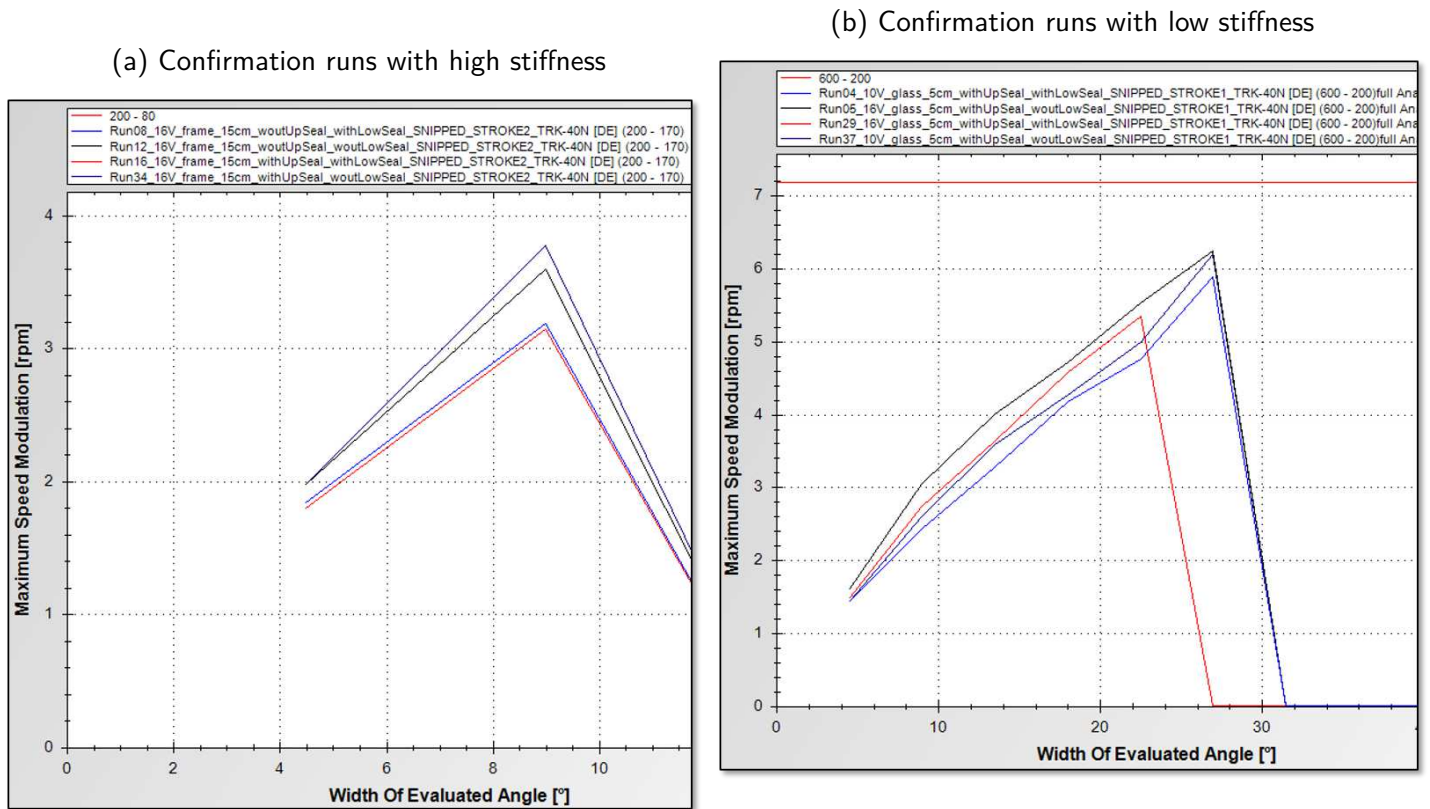 (a) Confirmation runs with high stiffness
200 - 80
Run08_16V_frame_15cm_woutUpSeal_withLowSeal_SNIPPED_STROKE2_TRK-40N [DE] (200 - 170)
Run12_16V_frame_15cm_woutUpSeal_woutLowSeal_SNIPPED_STROKE2_TRK-40N [DE] (200 - 170)
Run16_16V_frame_15cm_withUpSeal_withLowSeal_SNIPPED_STROKE2_TRK-40N [DE] (200 - 170)
Run34_16V_frame_15cm_withUpSeal_woutLowSeal_SNIPPED_STROKE2_TRK-40N [DE] (200 - 170)
Maximum Speed Modulation [rpm]
4
3
2
1
0
0 2 4 6 8 10
Width Of Evaluated Angle [°]
(b) Confirmation runs with low stiffness
600 - 200
Run04_10V_glass_5cm_withUpSeal_withLowSeal_SNIPPED_STROKE1_TRK-40N [DE] (600 - 200)full Ana
Run05_16V_glass_5cm_withUpSeal_woutLowSeal_SNIPPED_STROKE1_TRK-40N [DE] (600 - 200)full Ana
Run29_16V_glass_5cm_withUpSeal_withLowSeal_SNIPPED_STROKE1_TRK-40N [DE] (600 - 200)full Ana
Run37_10V_glass_5cm_withUpSeal_woutLowSeal_SNIPPED_STROKE1_TRK-40N [DE] (600 - 200)full Ana
Maximum Speed Modulation [rpm]
7
6
5
4
3
2
1
0
0 10 20 30
Width Of Evaluated Angle [°]